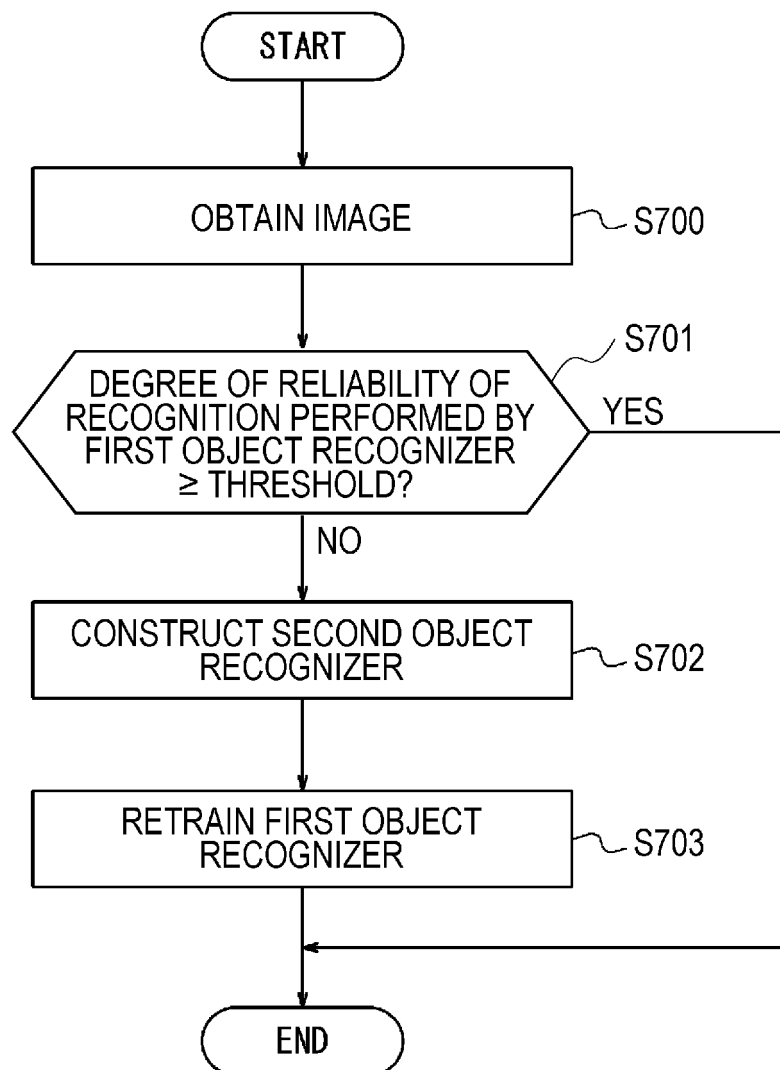 START
OBTAIN IMAGE
S700
S701
DEGREE OF RELIABILITY OF
RECOGNITION PERFORMED BY
FIRST OBJECT RECOGNIZER
≥ THRESHOLD?
YES
NO
CONSTRUCT SECOND OBJECT
RECOGNIZER
S702
RETRAIN FIRST OBJECT
RECOGNIZER
S703
END